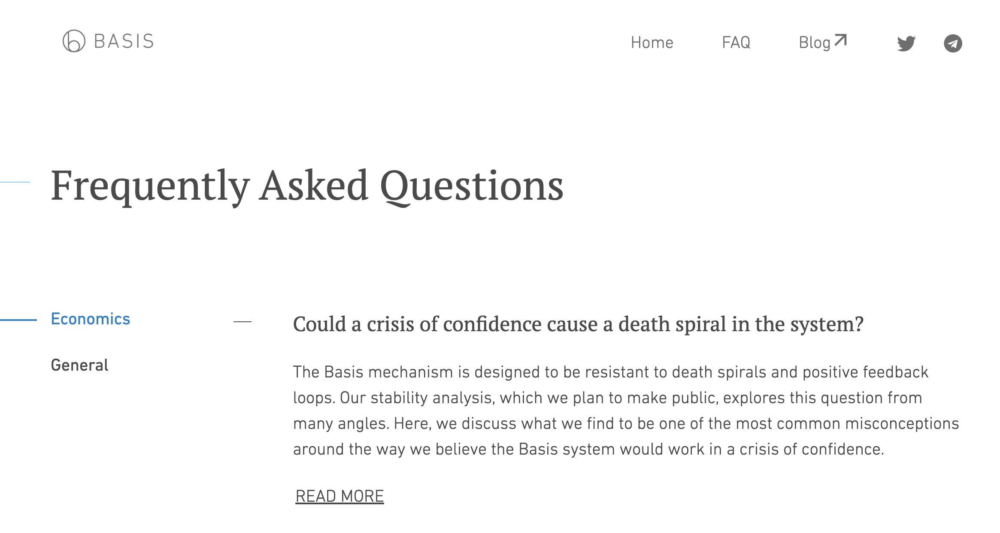 BASIS
Home
FAQ
Blog
Frequently Asked Questions
Economics
General
Could a crisis of confidence cause a death spiral in the system?
The Basis mechanism is designed to be resistant to death spirals and positive feedback
loops. Our stability analysis, which we plan to make public, explores this question from
many angles. Here, we discuss what we find to be one of the most common misconceptions
around the way we believe the Basis system would work in a crisis of confidence.
READ MORE